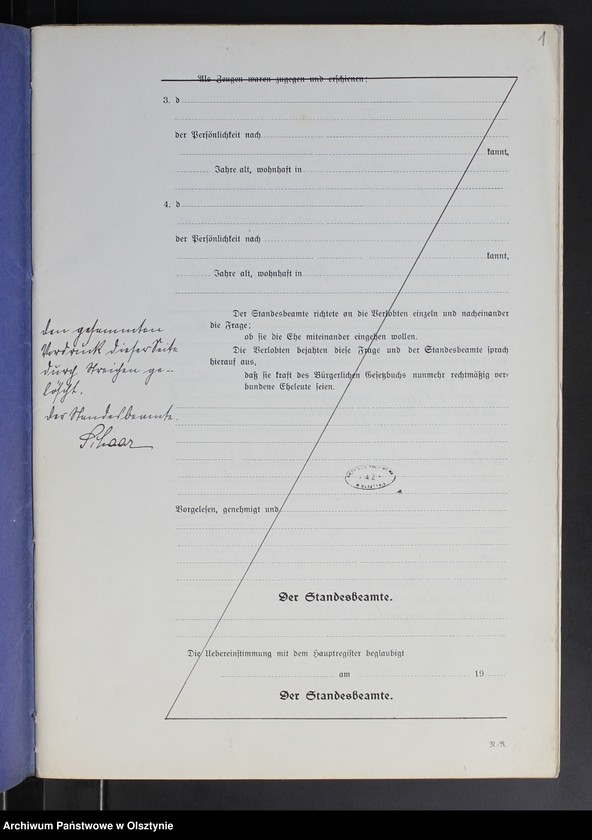 1
Als Zeugen waren zugegen und erschienen:
3. d
der Persönlichkeit nach
kannt,
Jahre alt, wohnhaft in
4. d
der Persönlichkeit nach
kannt,
Jahre alt, wohnhaft in
Der Standesbeamte richtete an die Verlobten einzeln und nacheinander
die Frage:
ob sie die Ehe miteinander eingehen wollen.
Die Verlobten bejahten diese Frage und der Standesbeamte sprach
hierauf aus,
daß sie kraft des Bürgerlichen Gesetzbuchs nunmehr rechtmäßig ver-
bundene Eheleute seien.
Den gesammten
Vordruck dieser Seite
durch Streichen ge-
löscht.
Der Standesbeamte.
Vorgelesen, genehmigt und
Der Standesbeamte.
Die Uebereinstimmung mit dem Hauptregister beglaubigt
am 19
Der Standesbeamte.
Archiwum Państwowe w Olsztynie